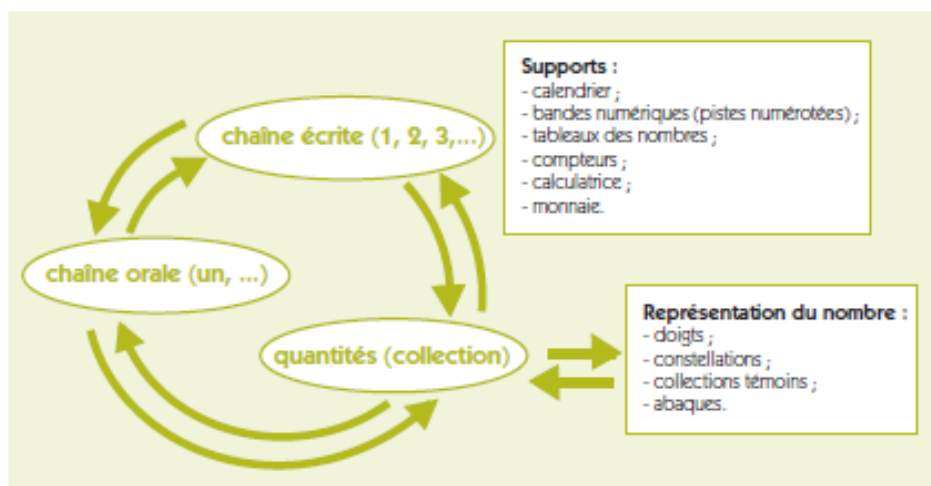 Supports :
- calendrier ;
- bandes numériques (pistes numérotées) ;
- tableaux des nombres ;
- compteurs ;
- calculatrice ;
- monnaie.
chaîne écrite (1, 2, 3,...)
chaîne orale (un, ...)
quantités (collection)
Représentation du nombre :
- doigts ;
- constellations ;
- collections témoins ;
- abaques.